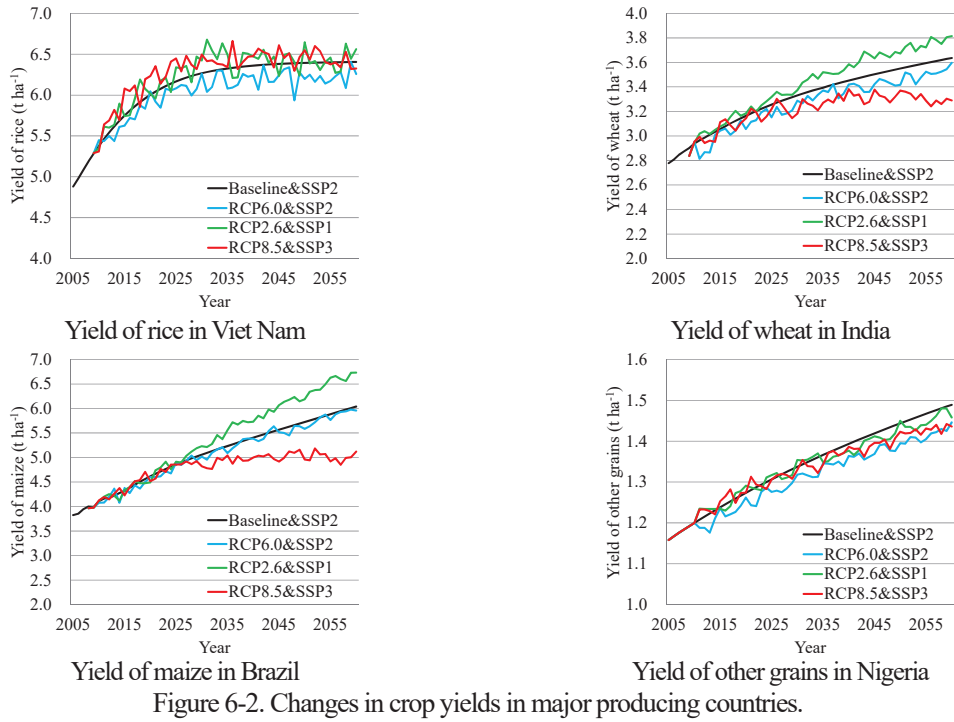 7.0
6.5
6.0
5.5
5.0
4.5
4.0
Yield of rice (t ha⁻¹)
Baseline&SSP2
RCP6.0&SSP2
RCP2.6&SSP1
RCP8.5&SSP3
2005 2015 2025 2035 2045 2055
Year
Yield of rice in Viet Nam
4.0
3.8
3.6
3.4
3.2
3.0
2.8
2.6
2.4
2.2
2.0
Yield of wheat (t ha⁻¹)
Baseline&SSP2
RCP6.0&SSP2
RCP2.6&SSP1
RCP8.5&SSP3
2005 2015 2025 2035 2045 2055
Year
Yield of wheat in India
7.0
6.5
6.0
5.5
5.0
4.5
4.0
3.5
3.0
2.5
2.0
Yield of maize (t ha⁻¹)
Baseline&SSP2
RCP6.0&SSP2
RCP2.6&SSP1
RCP8.5&SSP3
2005 2015 2025 2035 2045 2055
Year
Yield of maize in Brazil
1.6
1.5
1.4
1.3
1.2
1.1
1.0
Yield of other grains (t ha⁻¹)
Baseline&SSP2
RCP6.0&SSP2
RCP2.6&SSP1
RCP8.5&SSP3
2005 2015 2025 2035 2045 2055
Year
Yield of other grains in Nigeria
Figure 6-2. Changes in crop yields in major producing countries.